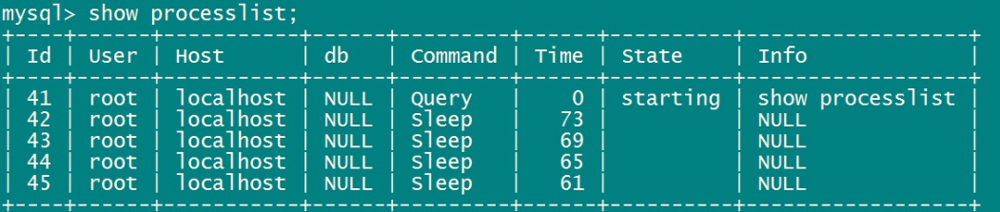 mysql> show processlist;
+----+------+-----------+------+---------+------+----------+------------------+
| Id | User | Host      | db   | Command | Time | State    | Info             |
+----+------+-----------+------+---------+------+----------+------------------+
| 41 | root | localhost | NULL | Query   |    0 | starting | show processlist |
| 42 | root | localhost | NULL | Sleep   |   73 |          | NULL             |
| 43 | root | localhost | NULL | Sleep   |   69 |          | NULL             |
| 44 | root | localhost | NULL | Sleep   |   65 |          | NULL             |
| 45 | root | localhost | NULL | Sleep   |   61 |          | NULL             |
+----+------+-----------+------+---------+------+----------+------------------+